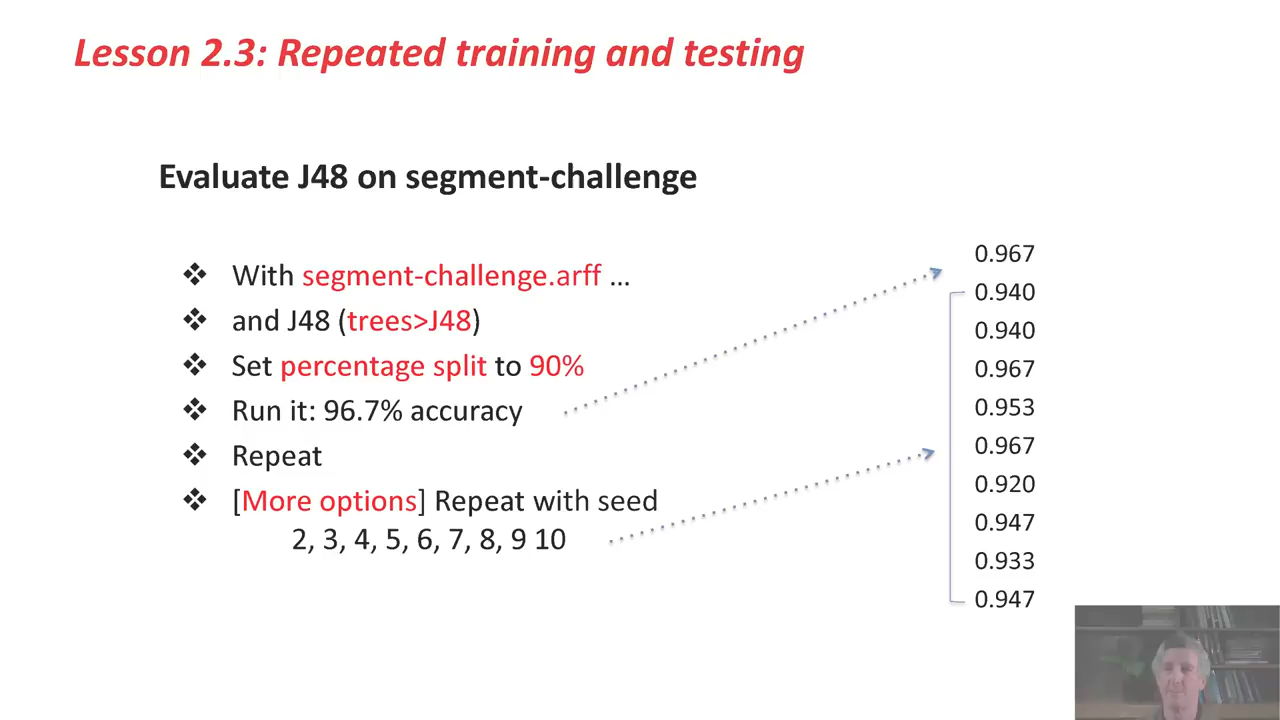 Lesson 2.3: Repeated training and testing
Evaluate J48 on segment-challenge
❖ With segment-challenge.arff ...
❖ and J48 (trees>J48)
❖ Set percentage split to 90%
❖ Run it: 96.7% accuracy
❖ Repeat
❖ [More options] Repeat with seed
2, 3, 4, 5, 6, 7, 8, 9 10
0.967
0.940
0.940
0.967
0.953
0.967
0.920
0.947
0.933
0.947